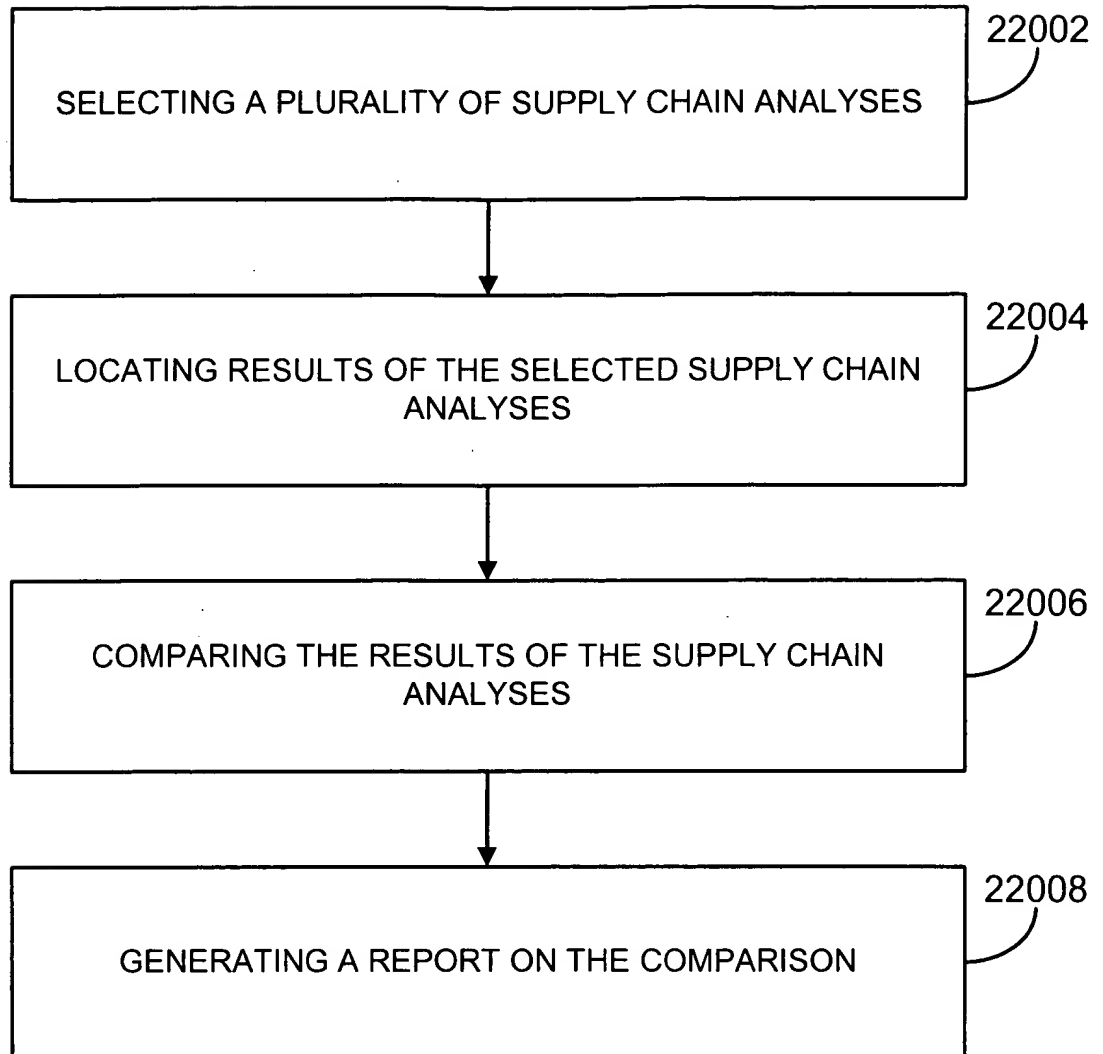 22002
SELECTING A PLURALITY OF SUPPLY CHAIN ANALYSES
22004
LOCATING RESULTS OF THE SELECTED SUPPLY CHAIN
ANALYSES
22006
COMPARING THE RESULTS OF THE SUPPLY CHAIN
ANALYSES
22008
GENERATING A REPORT ON THE COMPARISON